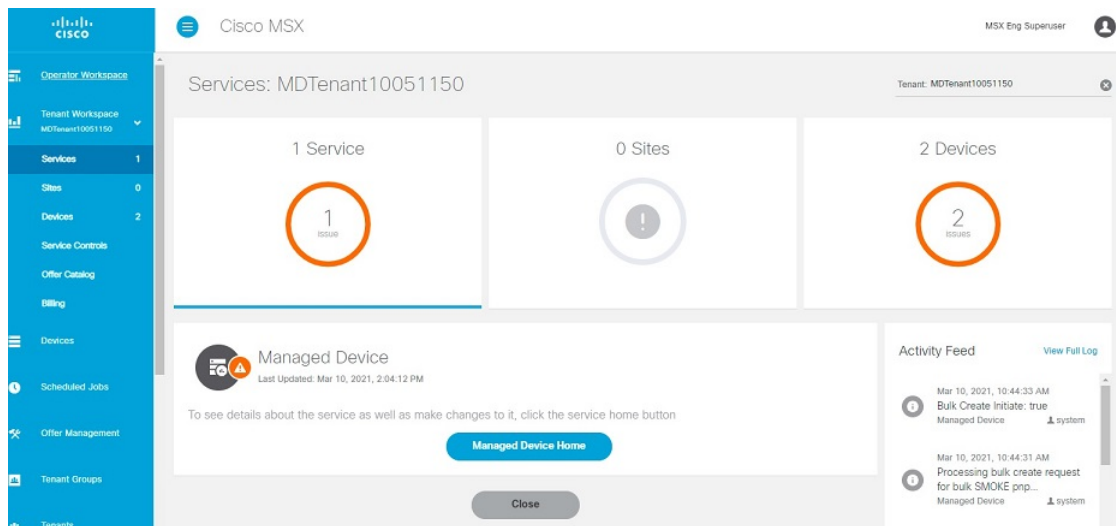 CISCO
Cisco MSX
MSX Eng Superuser
Operator Workspace
Tenant Workspace
MDTenant10051150
Services 1
Sites 0
Devices 2
Service Controls
Offer Catalog
Billing
Devices
Scheduled Jobs
Offer Management
Tenant Groups
Tenants
Services: MDTenant10051150
Tenant: MDTenant10051150
1 Service
1
issue
0 Sites
2 Devices
2
issues
Managed Device
Last Updated: Mar 10, 2021, 2:04:12 PM
To see details about the service as well as make changes to it, click the service home button
Managed Device Home
Close
Activity Feed
View Full Log
Mar 10, 2021, 10:44:33 AM
Bulk Create Initiate: true
Managed Device system
Mar 10, 2021, 10:44:31 AM
Processing bulk create request
for bulk SMOKE pnp...
Managed Device system